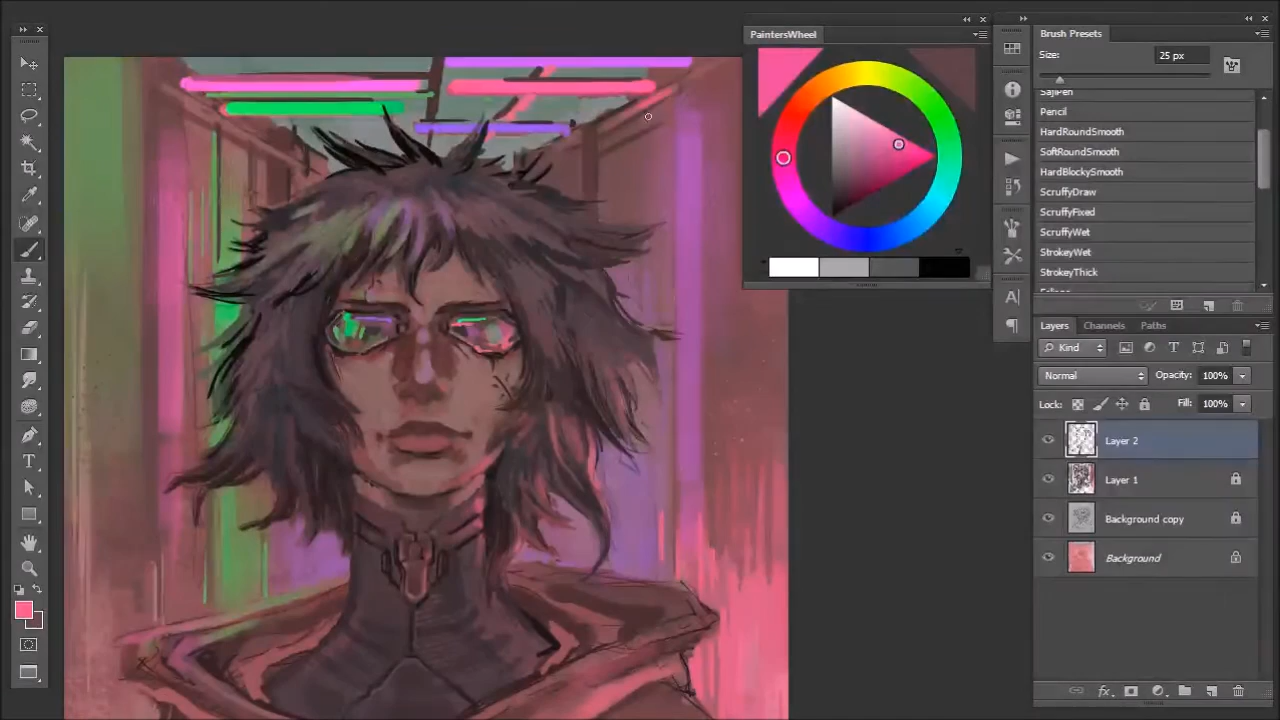 PaintersWheel
Brush Presets
Size:
25 px
SajiPen
Pencil
HardRoundSmooth
SoftRoundSmooth
HardBlockySmooth
ScruffyDraw
ScruffyFixed
ScruffyWet
StrokeyWet
StrokeyThick
Layers
Channels
Paths
Kind
Normal
Opacity:
100%
Lock:
Fill:
100%
Layer 2
Layer 1
Background copy
Background